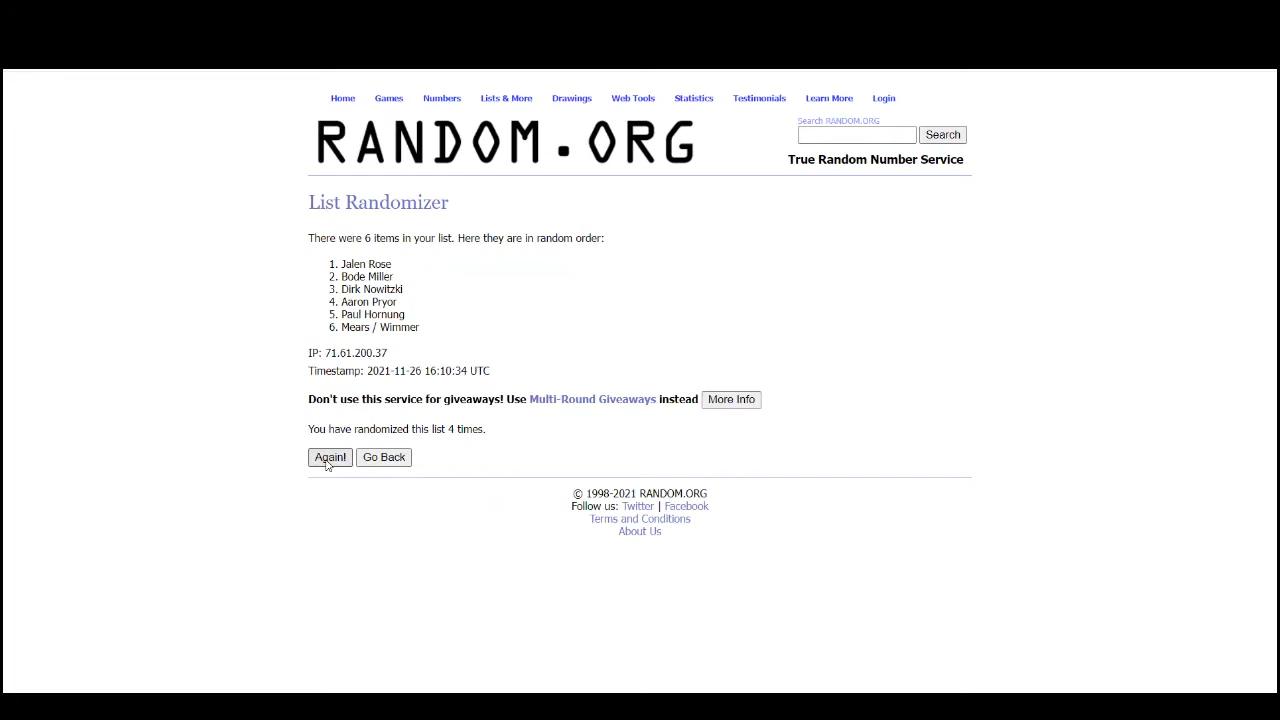 Home Games Numbers Lists & More Drawings Web Tools Statistics Testimonials Learn More Login
RANDOM.ORG
Search RANDOM.ORG
Search
True Random Number Service
List Randomizer
There were 6 items in your list. Here they are in random order:
1. Jalen Rose
2. Bode Miller
3. Dirk Nowitzki
4. Aaron Pryor
5. Paul Hornung
6. Mears / Wimmer
IP: 71.61.200.37
Timestamp: 2021-11-26 16:10:34 UTC
Don't use this service for giveaways! Use Multi-Round Giveaways instead More Info
You have randomized this list 4 times.
Again! Go Back
© 1998-2021 RANDOM.ORG
Follow us: Twitter | Facebook
Terms and Conditions
About Us